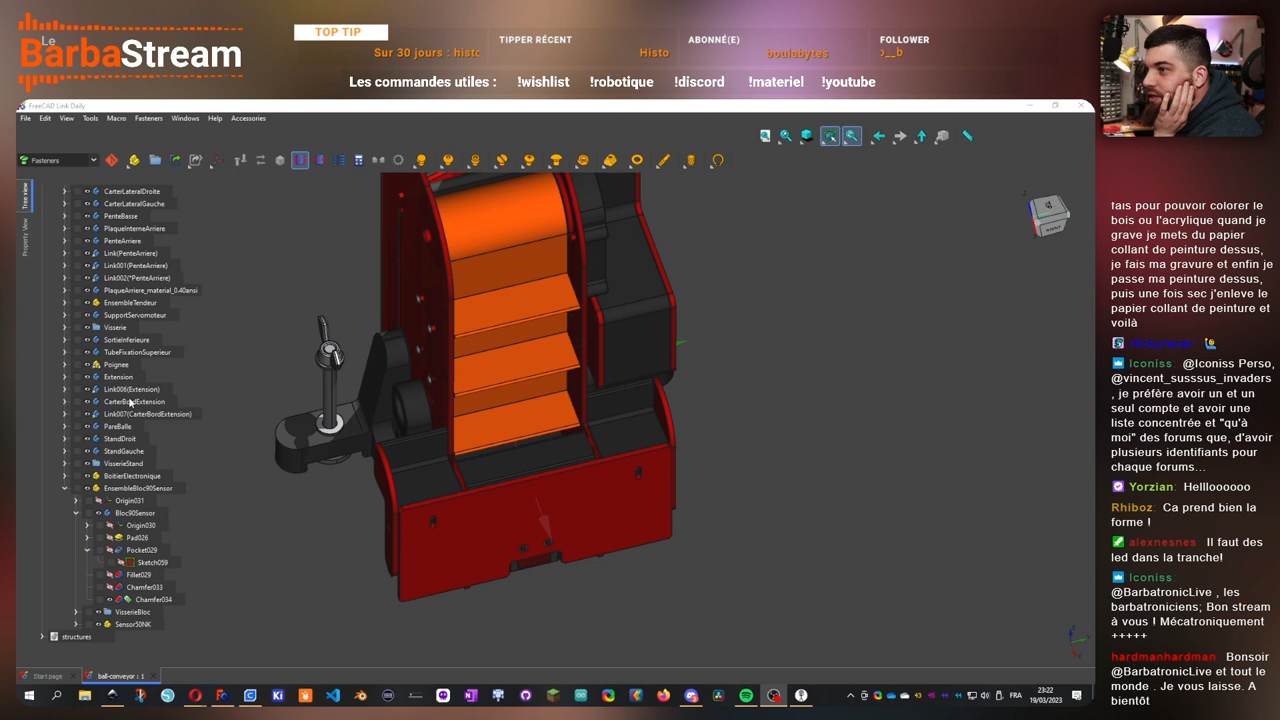 Le
BarbaStream
TOP TIP
Sur 30 jours : histo
TIPPER RÉCENT
Histo
ABONNÉ(E)
boulabytes
FOLLOWER
Les commandes utiles :
!wishlist
!robotique
!discord
!materiel
!youtube
FreeCAD Link Daily
File
Edit
View
Tools
Macro
Fasteners
Windows
Help
Accessories
Fasteners
Tree view
Property View
CarterLateralDroite
CarterLateralGauche
PenteBasse
PlaqueInterneArriere
PenteArriere
Link(PenteArriere)
Link001(PenteArriere)
Link002(*PenteArriere)
PlaqueArriere_material_0.40ansi
EnsembleTendeur
SupportServomoteur
Visserie
SortieInferieure
TubeFixationSuperieur
Poignee
Extension
Link006(Extension)
CarterBordExtension
Link007(CarterBordExtension)
PareBalle
StandDroit
StandGauche
VisserieStand
BoitierElectronique
EnsembleBloc90Sensor
Origin031
Bloc90Sensor
Origin030
Pad026
Pocket029
Sketch059
Fillet029
Chamfer033
Chamfer034
VisserieBloc
Sensor50NK
structures
Start page
ball-conveyor : 1
FRA
23:22
19/03/2023
fais pour pouvoir colorer le
bois ou l'acrylique quand je
grave je mets du papier
collant de peinture dessus,
je fais ma gravure et enfin je
passe ma peinture dessus,
puis une fois sec j'enleve le
papier collant de peinture et
voilà
Iconiss: @Iconiss Perso,
@vincent_susssus_invaders
, je préfère avoir un et un
seul compte et avoir une
liste concentrée et "qu'à
moi" des forums que, d'avoir
plusieurs identifiants pour
chaque forums...
Yorzian: Hellloooooo
Rhiboz: Ca prend bien la
forme !
alexnesnes: Il faut des
led dans la tranche!
Iconiss:
@BarbatronicLive , les
barbatroniciens; Bon stream
à vous ! Mécatroniquement
+++++
hardmanhardman: Bonsoir
@BarbatronicLive et tout le
monde . Je vous laisse. A
bientôt